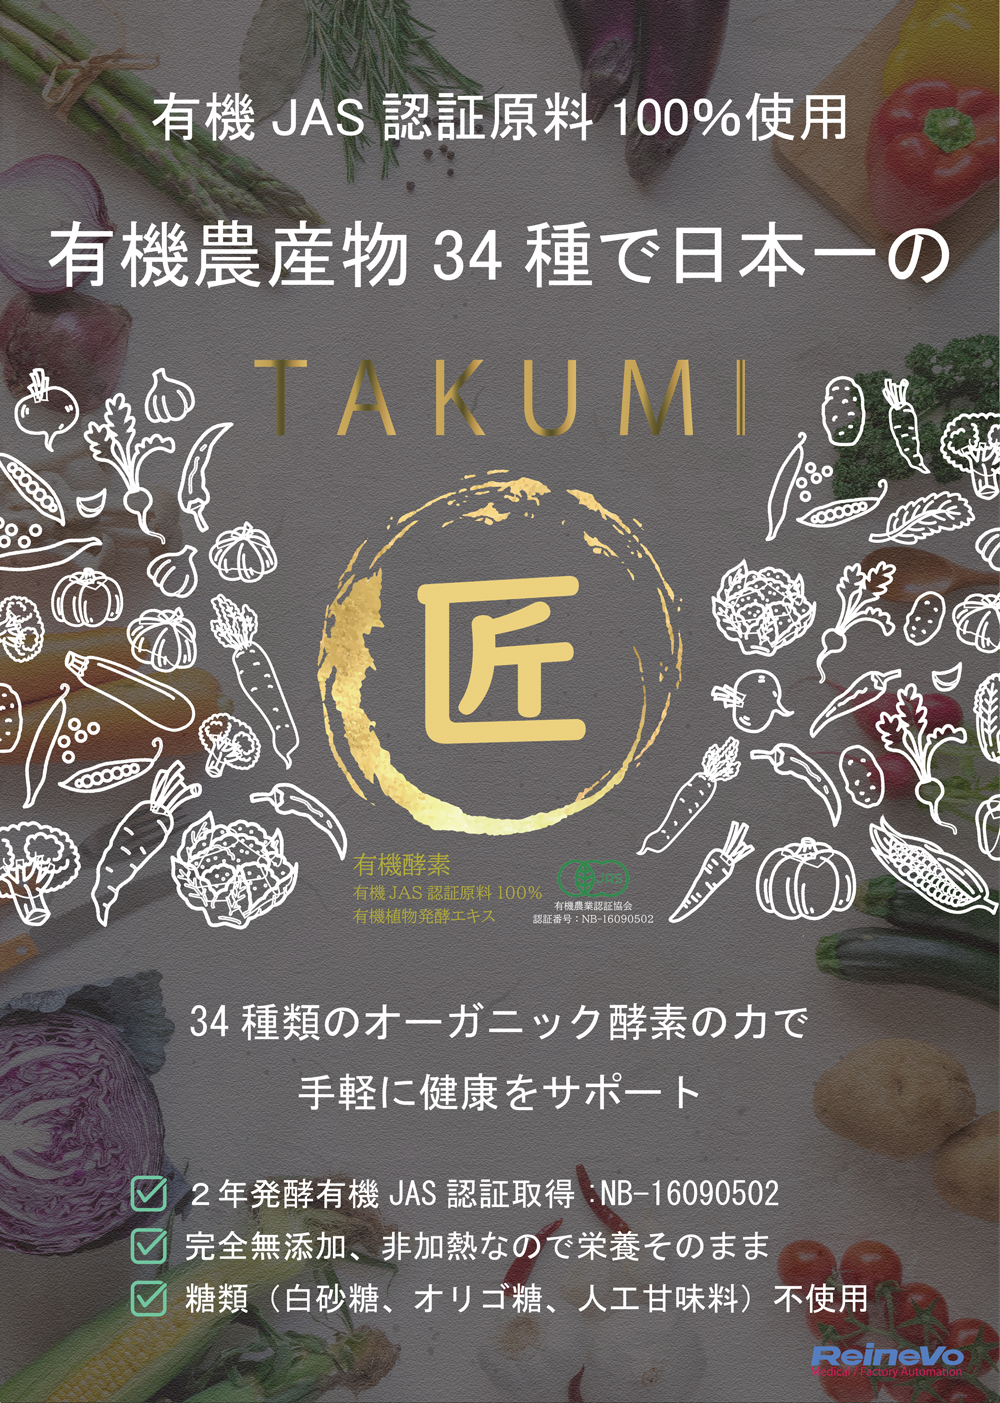 有機 JAS 認証原料 100%使用
有機農産物 34 種で日本一の
TAKUMI
匠
有機酵素
有機 JAS 認証原料 100%
有機植物発酵エキス
JAS
有機農業認証協会
認証番号：NB-16090502
34 種類のオーガニック酵素の力で
手軽に健康をサポート
２年発酵有機 JAS 認証取得 :NB-16090502
完全無添加、非加熱なので栄養そのまま
糖類（白砂糖、オリゴ糖、人工甘味料）不使用
ReineVo
Medical / Factory Automation